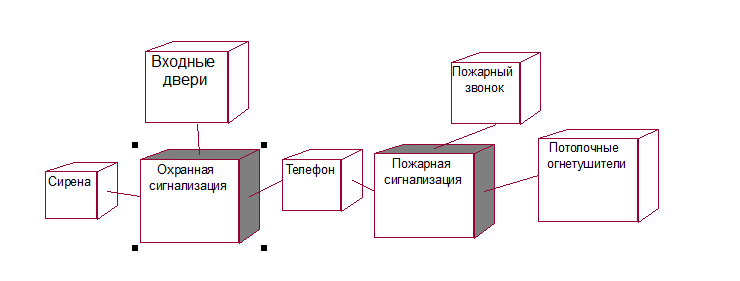 Входные
двери
Пожарный
звонок
Сирена
Охранная
сигнализация
Телефон
Пожарная
сигнализация
Потолочные
огнетушители